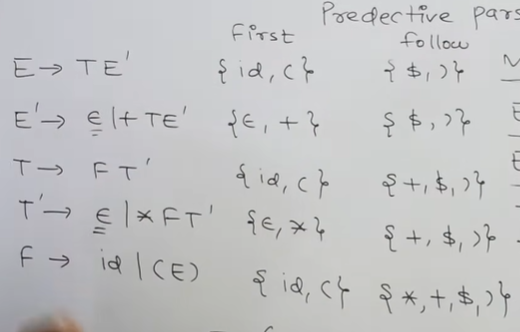 Predective pars
First follow
E → TE' { id, ( } { $, ) }
E' → ε | + TE' { ε, + } { $, ) }
T → FT' { id, ( } { +, $, ) }
T' → ε | * FT' { ε, * } { +, $, ) }
F → id | (E) { id, ( } { *, +, $, ) }